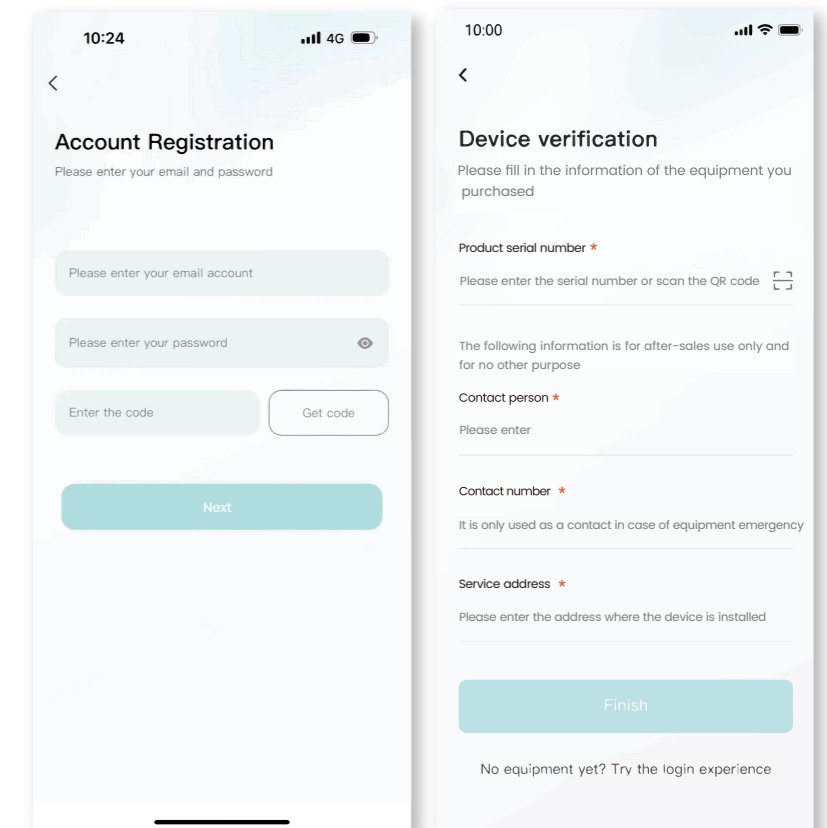 10:24
4G
Account Registration
Please enter your email and password
Please enter your email account
Please enter your password
Enter the code
Get code
Next
10:00
Device verification
Please fill in the information of the equipment you
purchased
Product serial number *
Please enter the serial number or scan the QR code
The following information is for after-sales use only and
for no other purpose
Contact person *
Please enter
Contact number *
It is only used as a contact in case of equipment emergency
Service address *
Please enter the address where the device is installed
Finish
No equipment yet? Try the login experience